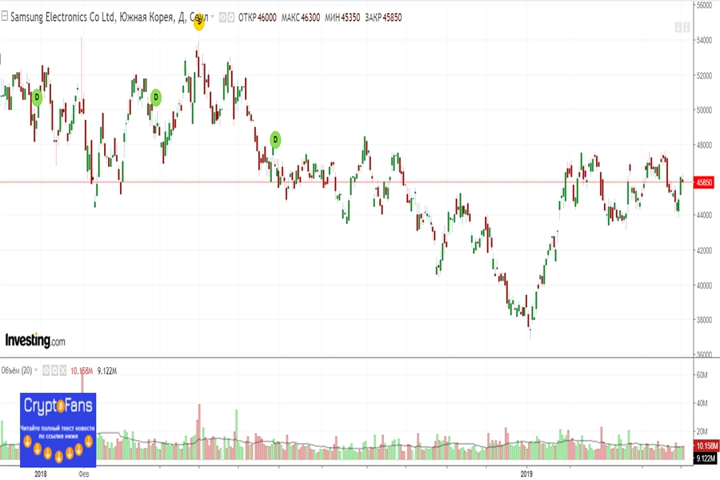 Samsung Electronics Co Ltd, Южная Корея, Д, Сеул ОТКР 46000 МАКС 46300 МИН 45350 ЗАКР 45850
56000
54000
52000
50000
48000
46000
45850
44000
42000
40000
38000
36000
D
D
D
Investing.com
Объём (20) 10.158M 9.122M
60M
40M
20M
10.158M
9.122M
CryptoFans
Читайте полный текст новости
по ссылке ниже
2018 Фев 2019